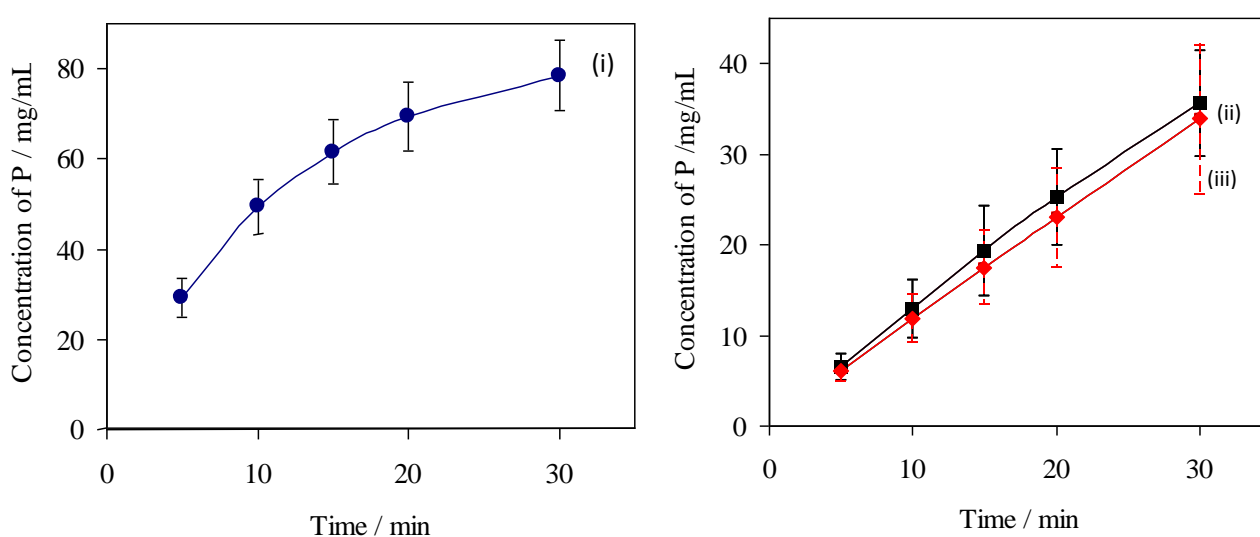 Concentration of P / mg/mL
80
60
40
20
0
0 10 20 30
Time / min
(i)
Concentration of P /mg/mL
40
30
20
10
0
0 10 20 30
Time / min
(ii)
(iii)